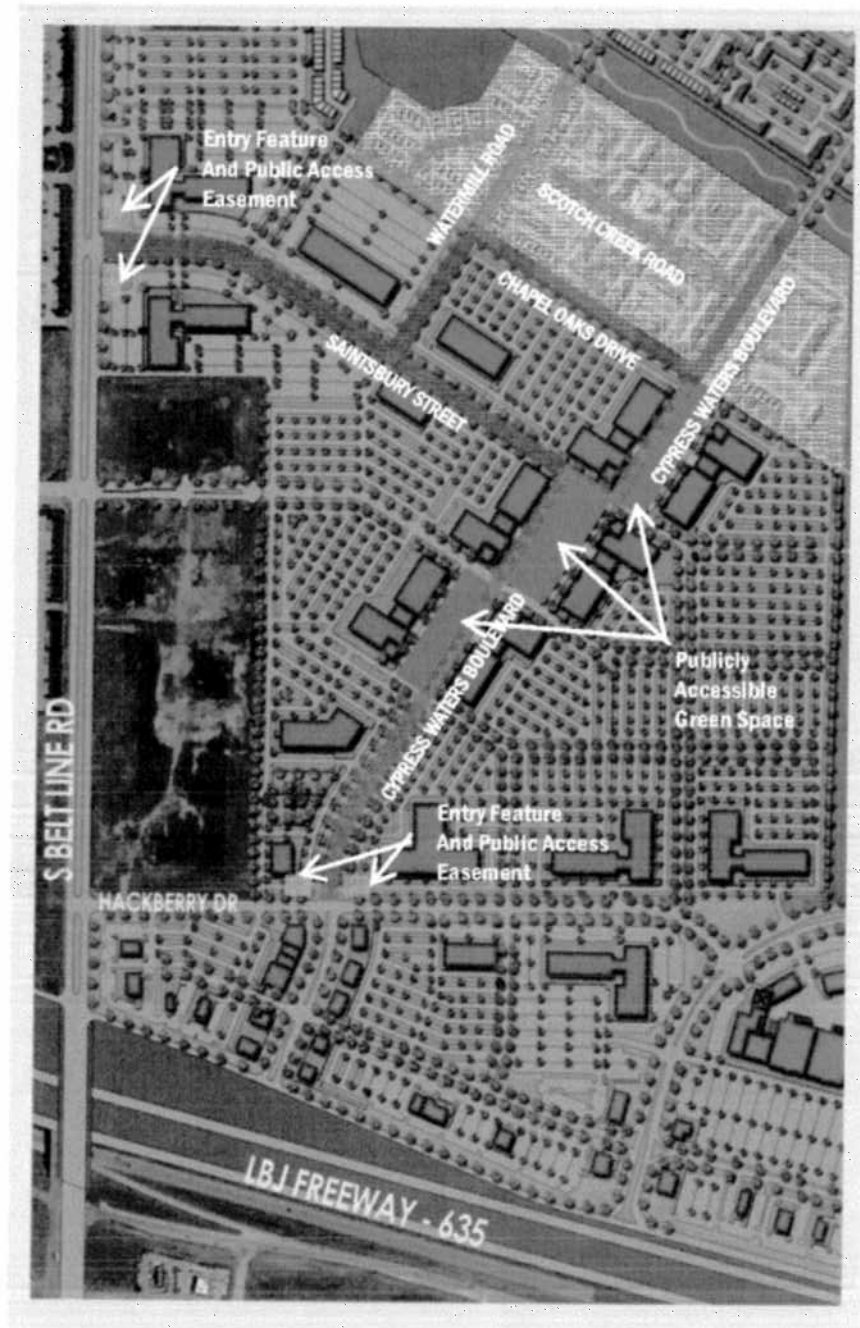 Entry Feature
And Public Access
Easement
WATERMILL ROAD
SCOTCH CREEK ROAD
CHAPEL OAKS DRIVE
CYPRESS WATERS BOULEVARD
SAINTSBURY STREET
CYPRESS WATERS BOULEVARD
Publicly
Accessible
Green Space
S BELT LINE RD
Entry Feature
And Public Access
Easement
HACKBERRY DR
LBJ FREEWAY - 635